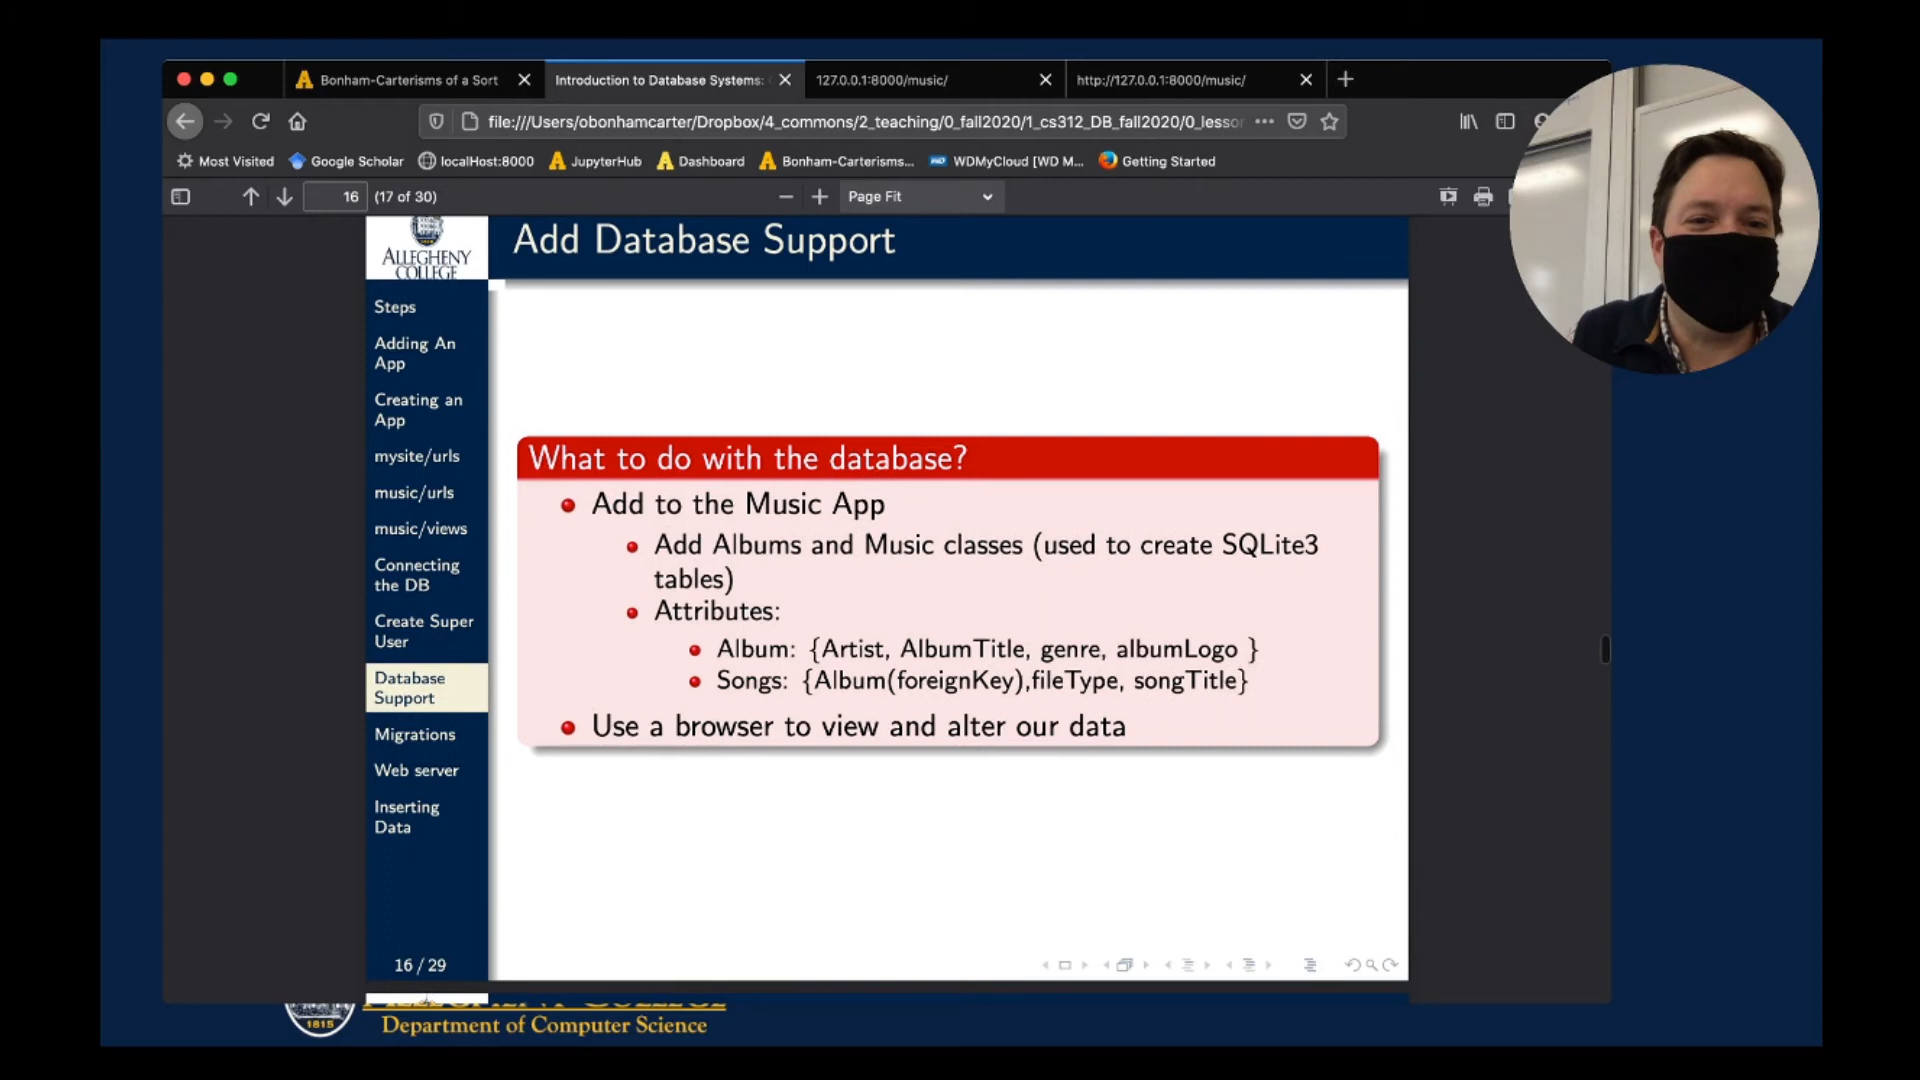 Bonham-Carterisms of a Sort
Introduction to Database Systems:
127.0.0.1:8000/music/
http://127.0.0.1:8000/music/
file:///Users/obonhamcarter/Dropbox/4_commons/2_teaching/0_fall2020/1_cs312_DB_fall2020/0_lesso
Most Visited
Google Scholar
localHost:8000
JupyterHub
Dashboard
Bonham-Carterisms...
WDMyCloud [WD M...
Getting Started
16
(17 of 30)
Page Fit
ALLEGHENY
COLLEGE
Add Database Support
Steps
Adding An
App
Creating an
App
mysite/urls
music/urls
music/views
Connecting
the DB
Create Super
User
Database
Support
Migrations
Web server
Inserting
Data
16 / 29
What to do with the database?
Add to the Music App
Add Albums and Music classes (used to create SQLite3
tables)
Attributes:
Album: {Artist, AlbumTitle, genre, albumLogo }
Songs: {Album(foreignKey),fileType, songTitle}
Use a browser to view and alter our data
1815
Department of Computer Science